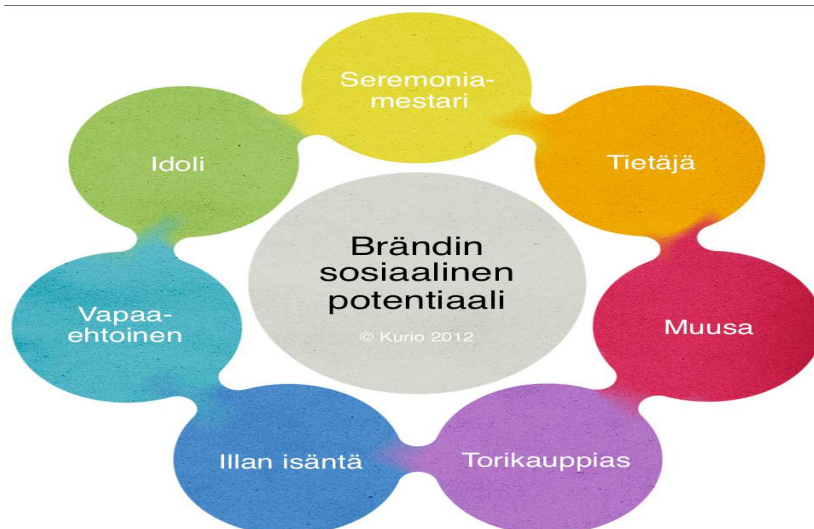 Seremonia-
mestari
Idoli
Tietäjä
Brändin
sosiaalinen
potentiaali
© Kurio 2012
Vapaa-
ehtoinen
Muusa
Illan isäntä
Torikauppias